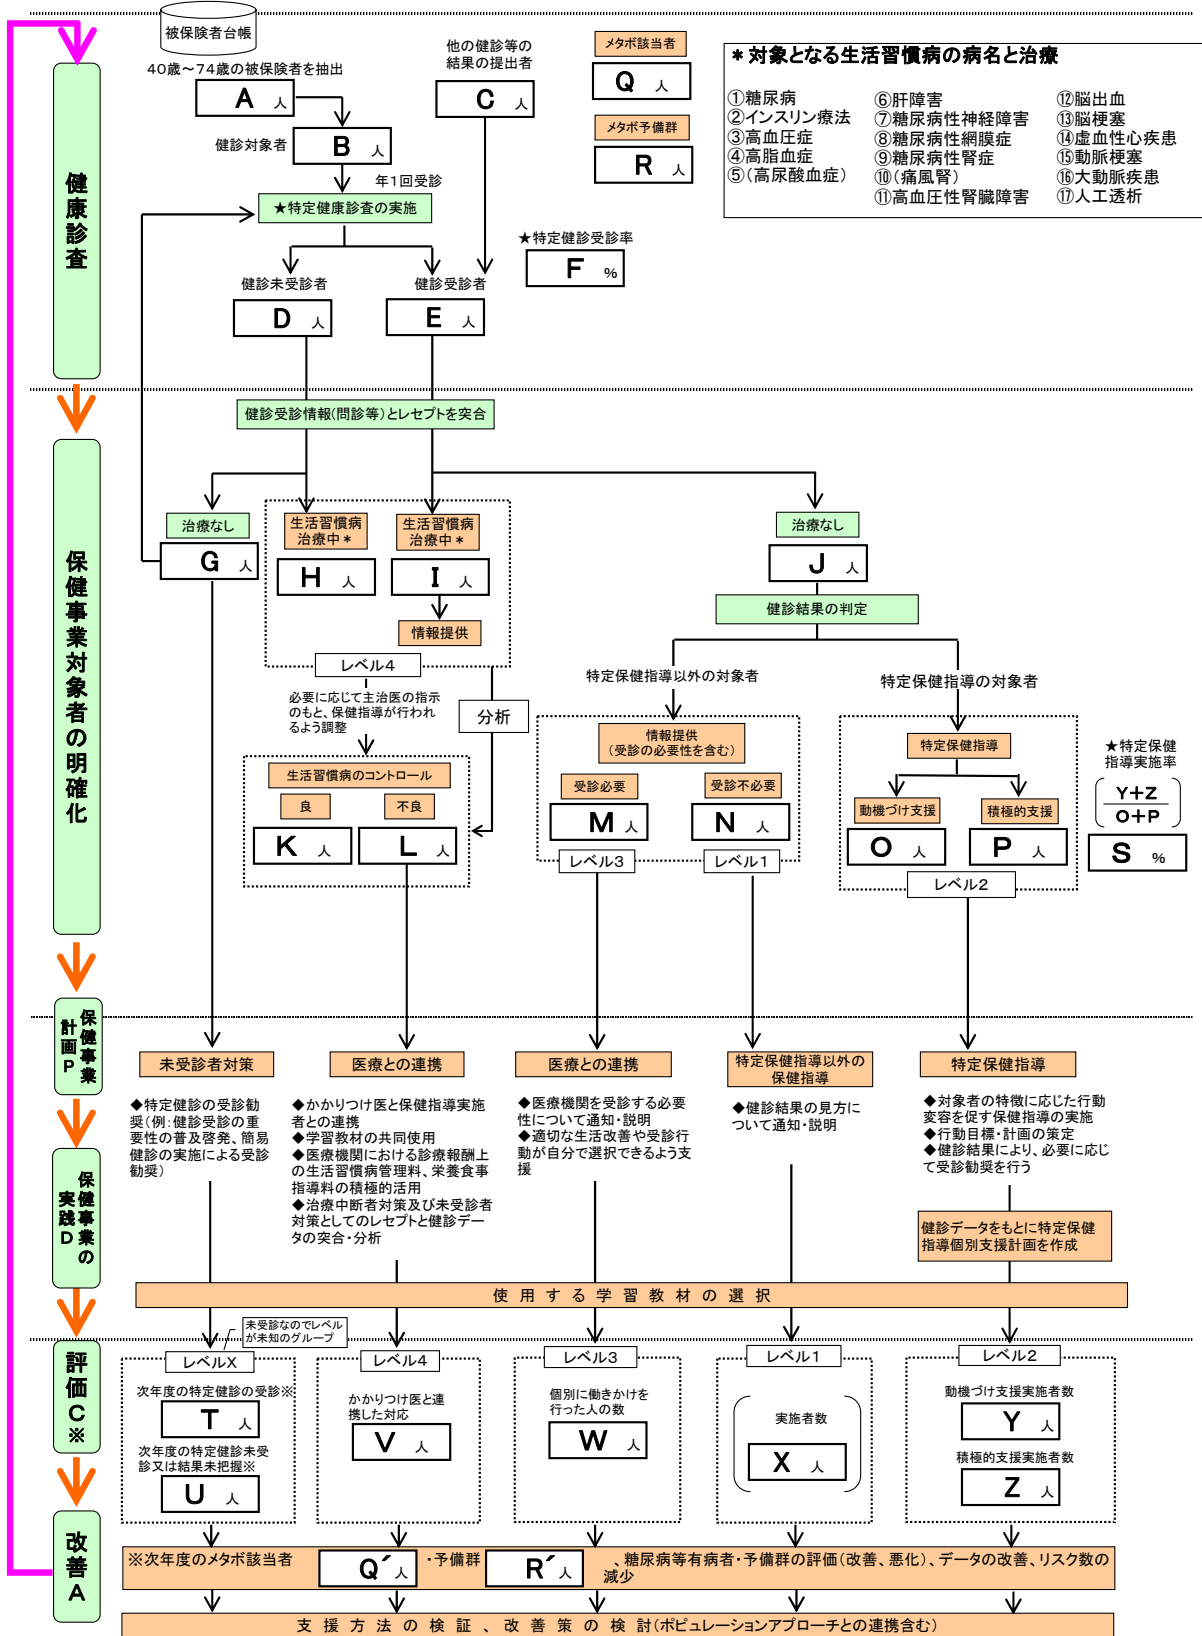 被保険者台帳
40歳～74歳の被保険者を抽出
A 人
健診対象者
B 人
年1回受診
他の健診等の
結果の提出者
C 人
メタボ該当者
Q 人
メタボ予備群
R 人
＊対象となる生活習慣病の病名と治療
①糖尿病
②インスリン療法
③高血圧症
④高脂血症
⑤(高尿酸血症)
⑥肝障害
⑦糖尿病性神経障害
⑧糖尿病性網膜症
⑨糖尿病性腎症
⑩(痛風腎)
⑪高血圧性腎臓障害
⑫脳出血
⑬脳梗塞
⑭虚血性心疾患
⑮動脈梗塞
⑯大動脈疾患
⑰人工透析
健康診査
★特定健康診査の実施
★特定健診受診率
F %
健診未受診者
D 人
健診受診者
E 人
健診受診情報(問診等)とレセプトを突合
保健事業対象者の明確化
治療なし
G 人
生活習慣病
治療中＊
H 人
生活習慣病
治療中＊
I 人
情報提供
レベル4
治療なし
J 人
健診結果の判定
必要に応じて主治医の指示
のもと、保健指導が行われ
るよう調整
分析
生活習慣病のコントロール
良
不良
K 人
L 人
特定保健指導以外の対象者
情報提供
(受診の必要性を含む)
受診必要
受診不必要
M 人
N 人
レベル3
レベル1
特定保健指導の対象者
特定保健指導
動機づけ支援
積極的支援
O 人
P 人
レベル2
★特定保健
指導実施率
Y+Z
O+P
S %
保健事業
計画P
未受診者対策
医療との連携
医療との連携
特定保健指導以外の
保健指導
特定保健指導
◆特定健診の受診勧
奨(例:健診受診の重
要性の普及啓発、簡易
健診の実施による受診
勧奨)
◆かかりつけ医と保健指導実施
者との連携
◆学習教材の共同使用
◆医療機関における診療報酬上
の生活習慣病管理料、栄養食事
指導料の積極的活用
◆治療中断者対策及び未受診者
対策としてのレセプトと健診デー
タの突合・分析
◆医療機関を受診する必要
性について通知・説明
◆適切な生活改善や受診行
動が自分で選択できるよう支
援
◆健診結果の見方に
ついて通知・説明
◆対象者の特徴に応じた行動
変容を促す保健指導の実施
◆行動目標・計画の策定
◆健診結果により、必要に応じ
て受診勧奨を行う
保健事業の
実践D
健診データをもとに特定保健
指導個別支援計画を作成
使用する学習教材の選択
未受診なのでレベル
が未知のグループ
評価C※
レベルX
次年度の特定健診の受診※
T 人
次年度の特定健診未受
診又は結果未把握※
U 人
レベル4
かかりつけ医と連
携した対応
V 人
レベル3
個別に働きかけを
行った人の数
W 人
レベル1
実施者数
X 人
レベル2
動機づけ支援実施者数
Y 人
積極的支援実施者数
Z 人
改善A
※次年度のメタボ該当者 Q´人 ・予備群 R´人 、糖尿病等有病者・予備群の評価(改善、悪化)、データの改善、リスク数の
減少
支援方法の検証、改善策の検討(ポピュレーションアプローチとの連携含む)